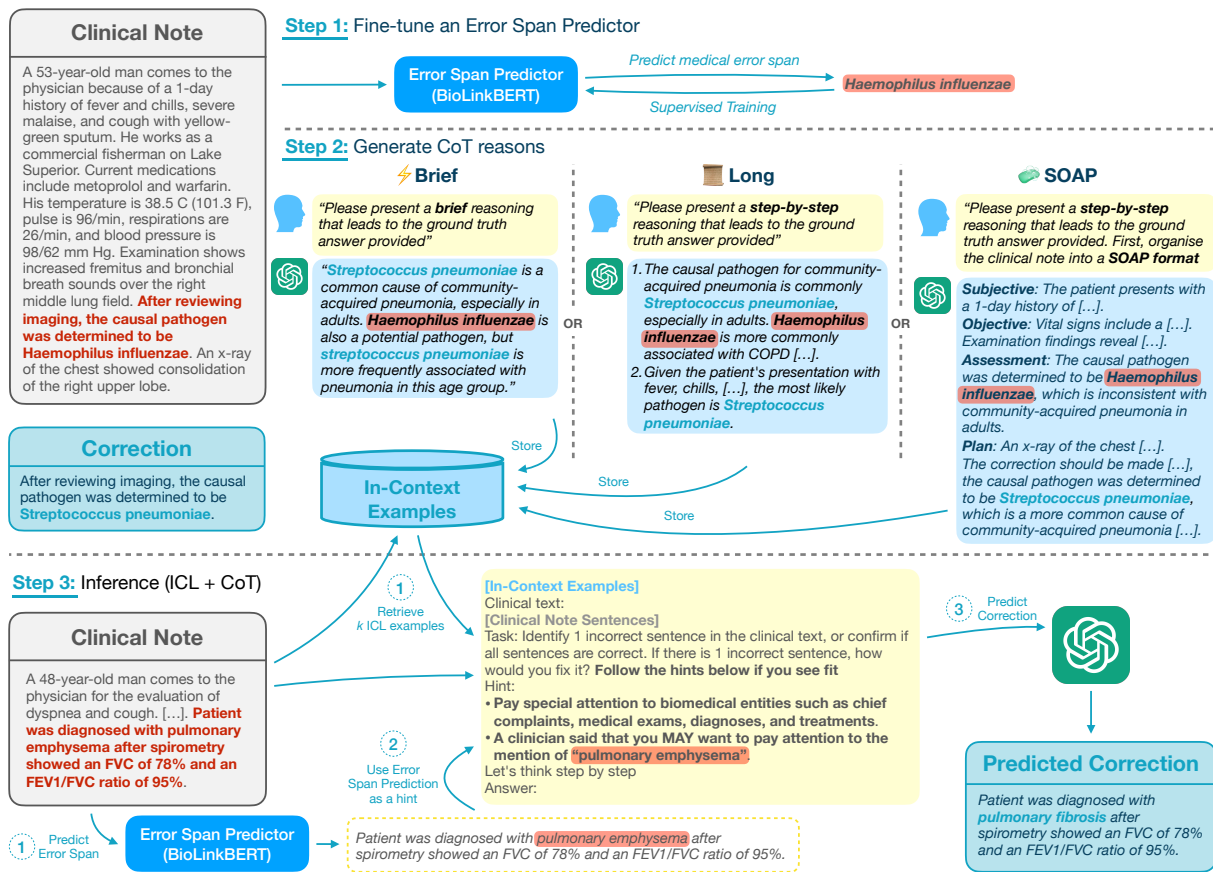 Clinical Note
A 53-year-old man comes to the
physician because of a 1-day
history of fever and chills, severe
malaise, and cough with yellow-
green sputum. He works as a
commercial fisherman on Lake
Superior. Current medications
include metoprolol and warfarin.
His temperature is 38.5 C (101.3 F),
pulse is 96/min, respirations are
26/min, and blood pressure is
98/62 mm Hg. Examination shows
increased fremitus and bronchial
breath sounds over the right
middle lung field. After reviewing
imaging, the causal pathogen
was determined to be
Haemophilus influenzae. An x-ray
of the chest showed consolidation
of the right upper lobe.
Correction
After reviewing imaging, the causal
pathogen was determined to be
Streptococcus pneumoniae.
Step 1: Fine-tune an Error Span Predictor
Error Span Predictor
(BioLinkBERT)
Predict medical error span
Supervised Training
Haemophilus influenzae
Step 2: Generate CoT reasons
Brief
"Please present a brief reasoning
that leads to the ground truth
answer provided"
"Streptococcus pneumoniae is a
common cause of community-
acquired pneumonia, especially in
adults. Haemophilus influenzae is
also a potential pathogen, but
streptococcus pneumoniae is
more frequently associated with
pneumonia in this age group."
OR
Long
"Please present a step-by-step
reasoning that leads to the ground
truth answer provided"
1. The causal pathogen for community-
acquired pneumonia is commonly
Streptococcus pneumoniae,
especially in adults. Haemophilus
influenzae is more commonly
associated with COPD [...].
2. Given the patient's presentation with
fever, chills, [...], the most likely
pathogen is Streptococcus
pneumoniae.
OR
SOAP
"Please present a step-by-step
reasoning that leads to the ground
truth answer provided. First, organise
the clinical note into a SOAP format
Subjective: The patient presents with
a 1-day history of [...].
Objective: Vital signs include a [...].
Examination findings reveal [...].
Assessment: The causal pathogen
was determined to be Haemophilus
influenzae, which is inconsistent with
community-acquired pneumonia in
adults.
Plan: An x-ray of the chest [...].
The correction should be made [...],
the causal pathogen was determined
to be Streptococcus pneumoniae,
which is a more common cause of
community-acquired pneumonia [...].
Store
Store
Store
In-Context
Examples
Step 3: Inference (ICL + CoT)
Clinical Note
A 48-year-old man comes to the
physician for the evaluation of
dyspnea and cough. [...]. Patient
was diagnosed with pulmonary
emphysema after spirometry
showed an FVC of 78% and an
FEV1/FVC ratio of 95%.
1
Retrieve
k ICL examples
1
Predict
Error Span
Error Span Predictor
(BioLinkBERT)
Patient was diagnosed with pulmonary emphysema after
spirometry showed an FVC of 78% and an FEV1/FVC ratio of 95%.
2
Use Error
Span Prediction
as a hint
[In-Context Examples]
Clinical text:
[Clinical Note Sentences]
Task: Identify 1 incorrect sentence in the clinical text, or confirm if
all sentences are correct. If there is 1 incorrect sentence, how
would you fix it? Follow the hints below if you see fit
Hint:
• Pay special attention to biomedical entities such as chief
complaints, medical exams, diagnoses, and treatments.
• A clinician said that you MAY want to pay attention to the
mention of "pulmonary emphysema".
Let's think step by step
Answer:
3
Predict
Correction
Predicted Correction
Patient was diagnosed with
pulmonary fibrosis after
spirometry showed an FVC of 78%
and an FEV1/FVC ratio of 95%.